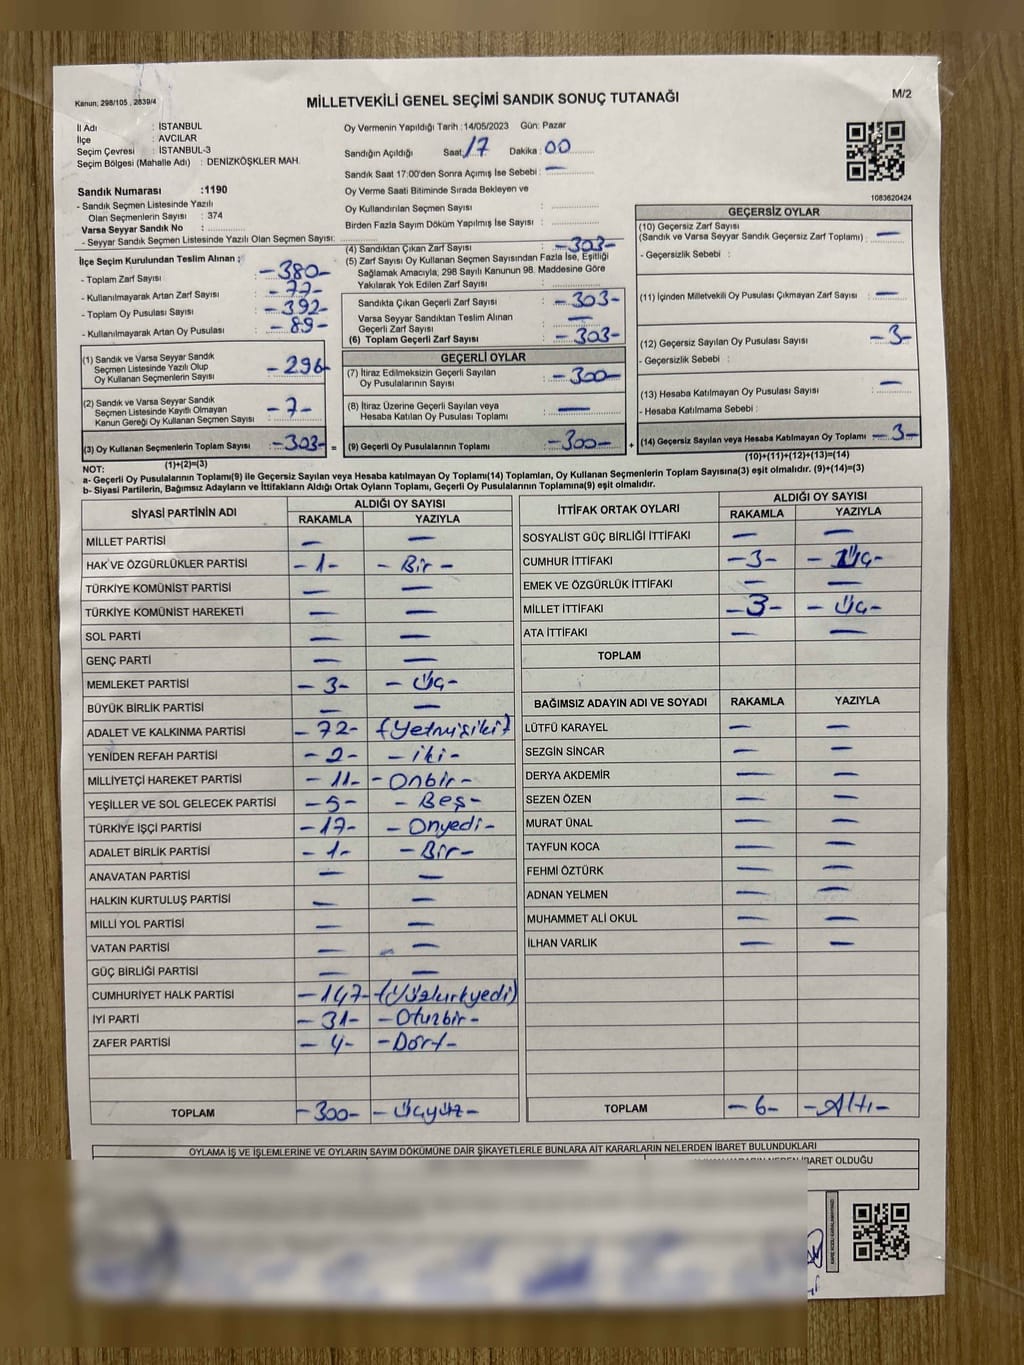 Kanun; 298/105 , 2839/4
MİLLETVEKİLİ GENEL SEÇİMİ SANDIK SONUÇ TUTANAĞI
M/2
İl Adı : İSTANBUL
İlçe : AVCILAR
Seçim Çevresi : İSTANBUL-3
Seçim Bölgesi (Mahalle Adı) : DENİZKÖŞKLER MAH.
Sandık Numarası :1190
- Sandık Seçmen Listesinde Yazılı
Olan Seçmenlerin Sayısı : 374
Varsa Seyyar Sandık No :
- Seyyar Sandık Seçmen Listesinde Yazılı Olan Seçmen Sayısı:
Oy Vermenin Yapıldığı Tarih :14/05/2023 Gün: Pazar
Sandığın Açıldığı Saat: 17 Dakika : 00
Sandık Saat 17:00'den Sonra Açımış İse Sebebi : —
Oy Verme Saati Bitiminde Sırada Bekleyen ve
Oy Kullandırılan Seçmen Sayısı :
Birden Fazla Sayım Döküm Yapılmış İse Sayısı :
1083620424
İlçe Seçim Kurulundan Teslim Alınan ;
- Toplam Zarf Sayısı : -380-
- Kullanılmayarak Artan Zarf Sayısı : -77-
- Toplam Oy Pusulası Sayısı : -392-
- Kullanılmayarak Artan Oy Pusulası : -89-
(1) Sandık ve Varsa Seyyar Sandık
Seçmen Listesinde Yazılı Olup
Oy Kullanan Seçmenlerin Sayısı : -296-
(2) Sandık ve Varsa Seyyar Sandık
Seçmen Listesinde Kayıtlı Olmayan
Kanun Gereği Oy Kullanan Seçmen Sayısı : -7-
(3) Oy Kullanan Seçmenlerin Toplam Sayısı : -303- =
(1)+(2)=(3)
(4) Sandıktan Çıkan Zarf Sayısı : -303-
(5) Zarf Sayısı Oy Kullanan Seçmen Sayısından Fazla İse, Eşitliği
Sağlamak Amacıyla; 298 Sayılı Kanunun 98. Maddesine Göre
Yakılarak Yok Edilen Zarf Sayısı :
Sandıkta Çıkan Geçerli Zarf Sayısı : -303-
Varsa Seyyar Sandıktan Teslim Alınan
Geçerli Zarf Sayısı : —
(6) Toplam Geçerli Zarf Sayısı : -303-
GEÇERLİ OYLAR
(7) İtiraz Edilmeksizin Geçerli Sayılan
Oy Pusulalarının Sayısı : -300-
(8) İtiraz Üzerine Geçerli Sayılan veya
Hesaba Katılan Oy Pusulası Toplamı : —
(9) Geçerli Oy Pusulalarının Toplamı : -300- +
GEÇERSİZ OYLAR
(10) Geçersiz Zarf Sayısı
(Sandık ve Varsa Seyyar Sandık Geçersiz Zarf Toplamı) : —
- Geçersizlik Sebebi :
(11) İçinden Milletvekili Oy Pusulası Çıkmayan Zarf Sayısı : —
(12) Geçersiz Sayılan Oy Pusulası Sayısı : -3-
- Geçersizlik Sebebi :
(13) Hesaba Katılmayan Oy Pusulası Sayısı : —
- Hesaba Katılmama Sebebi :
(14) Geçersiz Sayılan veya Hesaba Katılmayan Oy Toplamı : -3-
(10)+(11)+(12)+(13)=(14)
NOT:
a- Geçerli Oy Pusulalarının Toplamı(9) ile Geçersiz Sayılan veya Hesaba katılmayan Oy Toplamı(14) Toplamları, Oy Kullanan Seçmenlerin Toplam Sayısına(3) eşit olmalıdır. (9)+(14)=(3)
b- Siyasi Partilerin, Bağımsız Adayların ve İttifakların Aldığı Ortak Oyların Toplamı, Geçerli Oy Pusulalarının Toplamına(9) eşit olmalıdır.
SİYASİ PARTİNİN ADI ALDIĞI OY SAYISI
RAKAMLA YAZIYLA
MİLLET PARTİSİ — —
HAK VE ÖZGÜRLÜKLER PARTİSİ -1- - Bir -
TÜRKİYE KOMÜNİST PARTİSİ — —
TÜRKİYE KOMÜNİST HAREKETİ — —
SOL PARTİ — —
GENÇ PARTİ — —
MEMLEKET PARTİSİ -3- - Üç-
BÜYÜK BİRLİK PARTİSİ — —
ADALET VE KALKINMA PARTİSİ -72- (Yetmişiki)
YENİDEN REFAH PARTİSİ -2- - iki -
MİLLİYETÇİ HAREKET PARTİSİ -11- -Onbir-
YEŞİLLER VE SOL GELECEK PARTİSİ -5- - Beş-
TÜRKİYE İŞÇİ PARTİSİ -17- - Onyedi-
ADALET BİRLİK PARTİSİ -1- - Bir-
ANAVATAN PARTİSİ — —
HALKIN KURTULUŞ PARTİSİ — —
MİLLİ YOL PARTİSİ — —
VATAN PARTİSİ — —
GÜÇ BİRLİĞİ PARTİSİ — —
CUMHURİYET HALK PARTİSİ -147- (Yüzkırkyedi)
İYİ PARTİ -31- -Otuzbir-
ZAFER PARTİSİ -4- -Dört-
TOPLAM -300- - Üçyüz-
İTTİFAK ORTAK OYLARI ALDIĞI OY SAYISI
RAKAMLA YAZIYLA
SOSYALİST GÜÇ BİRLİĞİ İTTİFAKI — —
CUMHUR İTTİFAKI -3- - Üç-
EMEK VE ÖZGÜRLÜK İTTİFAKI — —
MİLLET İTTİFAKI -3- - Üç-
ATA İTTİFAKI — —
TOPLAM
BAĞIMSIZ ADAYIN ADI VE SOYADI RAKAMLA YAZIYLA
LÜTFÜ KARAYEL — —
SEZGİN SİNCAR — —
DERYA AKDEMİR — —
SEZEN ÖZEN — —
MURAT ÜNAL — —
TAYFUN KOCA — —
FEHMİ ÖZTÜRK — —
ADNAN YELMEN — —
MUHAMMET ALİ OKUL — —
İLHAN VARLIK — —
TOPLAM -6- -Altı-
OYLAMA İŞ VE İŞLEMLERİNE VE OYLARIN SAYIM DÖKÜMÜNE DAİR ŞİKAYETLERLE BUNLARA AİT KARARLARIN NELERDEN İBARET BULUNDUKLARI
İBARET OLDUĞU